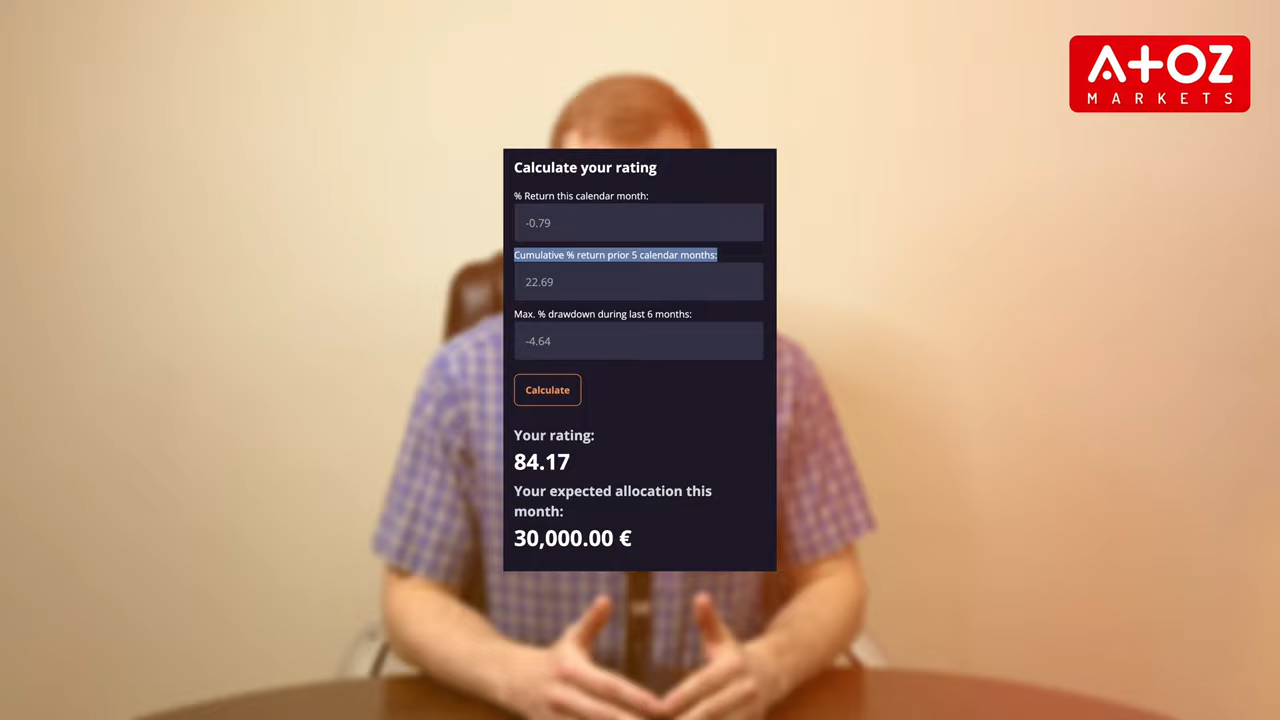 A+OZ
MARKETS
Calculate your rating
% Return this calendar month:
-0.79
Cumulative % return prior 5 calendar months:
22.69
Max. % drawdown during last 6 months:
-4.64
Calculate
Your rating:
84.17
Your expected allocation this
month:
30,000.00 €